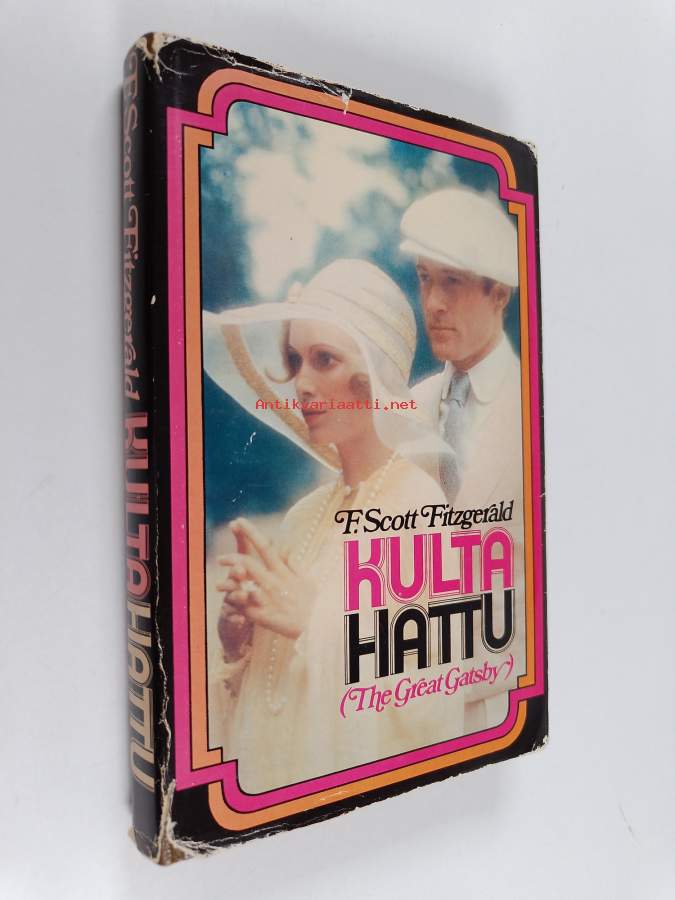 F. Scott Fitzgerald KULTAHATTU
Antikvariaatti.net
F. Scott Fitzgerald
KULTA
HATTU
(The Great Gatsby)